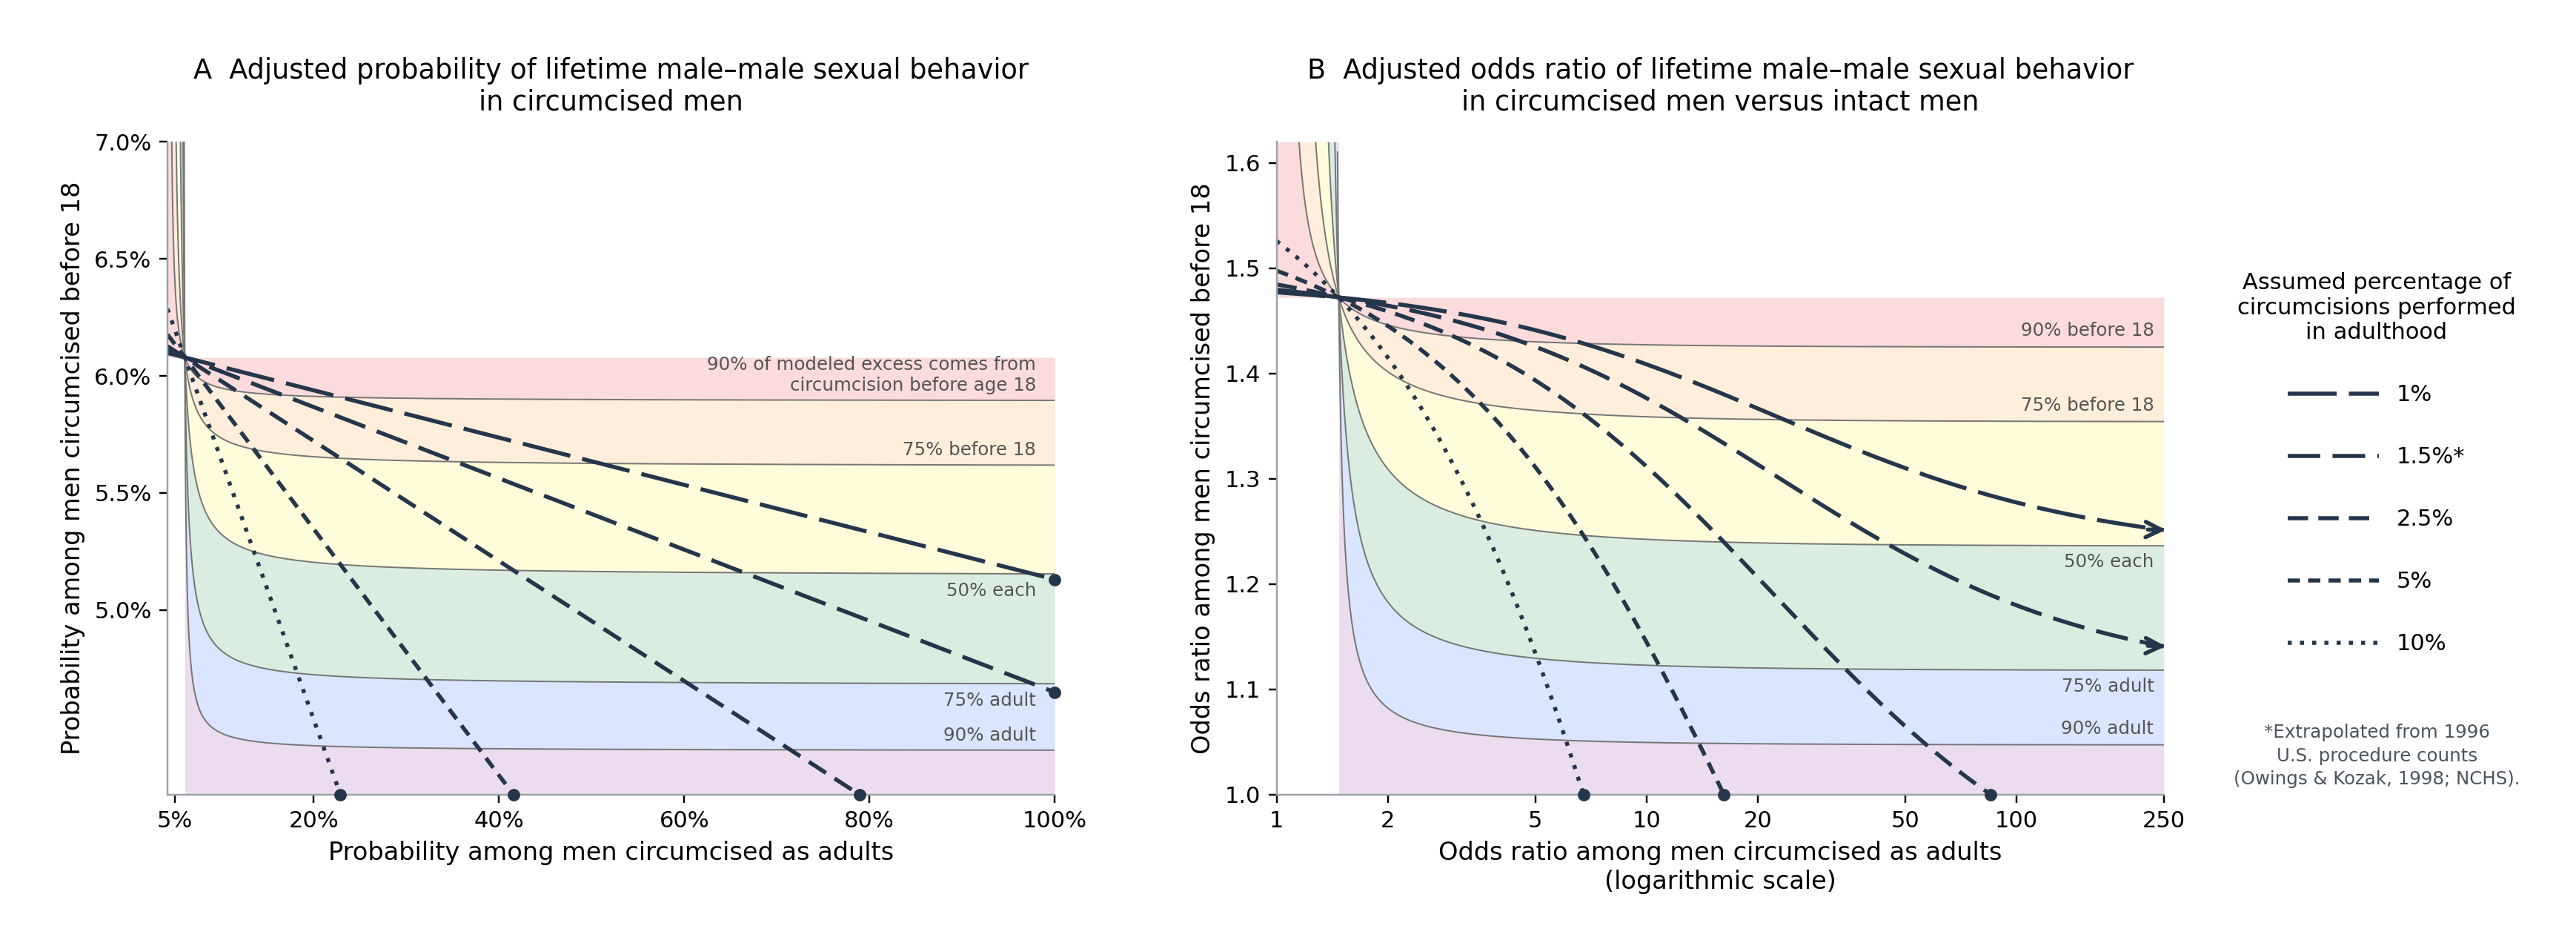 A  Adjusted probability of lifetime male–male sexual behavior
in circumcised men
7.0%
6.5%
6.0%
5.5%
5.0%
Probability among men circumcised before 18
90% of modeled excess comes from
circumcision before age 18
75% before 18
50% each
75% adult
90% adult
5%
20%
40%
60%
80%
100%
Probability among men circumcised as adults
B  Adjusted odds ratio of lifetime male–male sexual behavior
in circumcised men versus intact men
1.6
1.5
1.4
1.3
1.2
1.1
1.0
Odds ratio among men circumcised before 18
90% before 18
75% before 18
50% each
75% adult
90% adult
1
2
5
10
20
50
100
250
Odds ratio among men circumcised as adults
(logarithmic scale)
Assumed percentage of
circumcisions performed
in adulthood
1%
1.5%*
2.5%
5%
10%
*Extrapolated from 1996
U.S. procedure counts
(Owings & Kozak, 1998; NCHS).